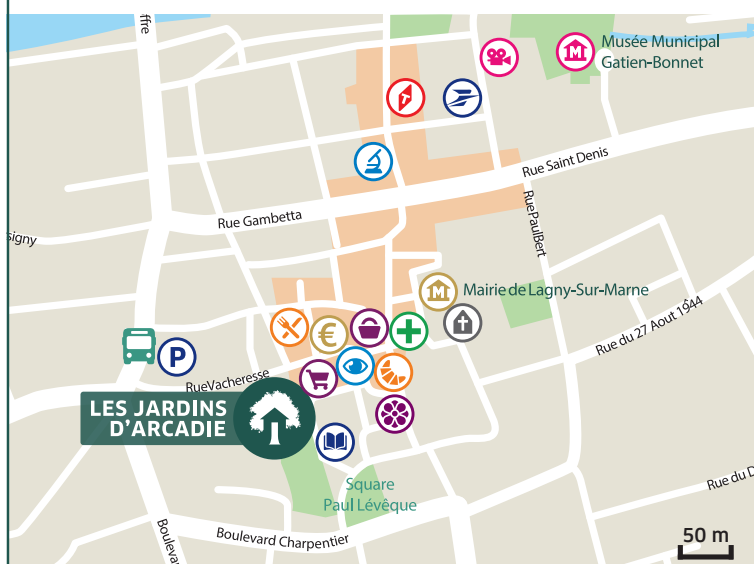 ffre
Musée Municipal
Gatien-Bonnet
T
Rue Saint Denis
Rue Gambetta
RuePaulBert
signy
M
Mairie de Lagny-Sur-Marne
€
P
Rue du 27 Aout 1944
RueVacheresse
LES JARDINS
D'ARCADIE
Square
Paul Lévêque
Rue du D
Boulevard Charpentier
Bouleva
50 m